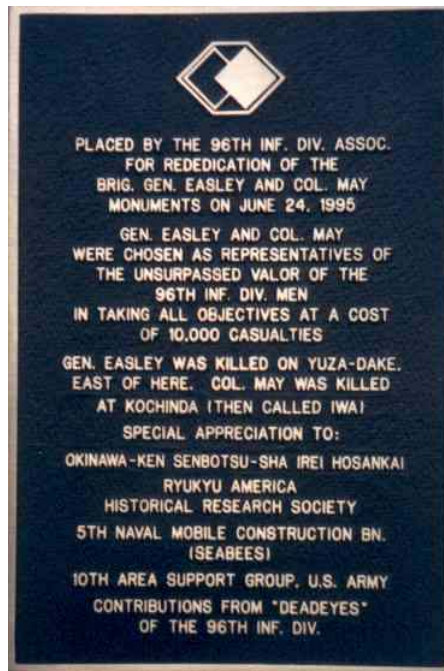 PLACED BY THE 96TH INF. DIV. ASSOC.
FOR REDEDICATION OF THE
BRIG. GEN. EASLEY AND COL. MAY
MONUMENTS ON JUNE 24, 1995
GEN. EASLEY AND COL. MAY
WERE CHOSEN AS REPRESENTATIVES OF
THE UNSURPASSED VALOR OF THE
96TH INF. DIV. MEN
IN TAKING ALL OBJECTIVES AT A COST
OF 10,000 CASUALTIES
GEN. EASLEY WAS KILLED ON YUZA-DAKE,
EAST OF HERE. COL. MAY WAS KILLED
AT KOCHINDA (THEN CALLED IWA)
SPECIAL APPRECIATION TO:
OKINAWA-KEN SENBOTSU-SHA IREI HOSANKAI
RYUKYU AMERICA
HISTORICAL RESEARCH SOCIETY
5TH NAVAL MOBILE CONSTRUCTION BN.
(SEABEES)
10TH AREA SUPPORT GROUP, U.S. ARMY
CONTRIBUTIONS FROM "DEADEYES"
OF THE 96TH INF. DIV.